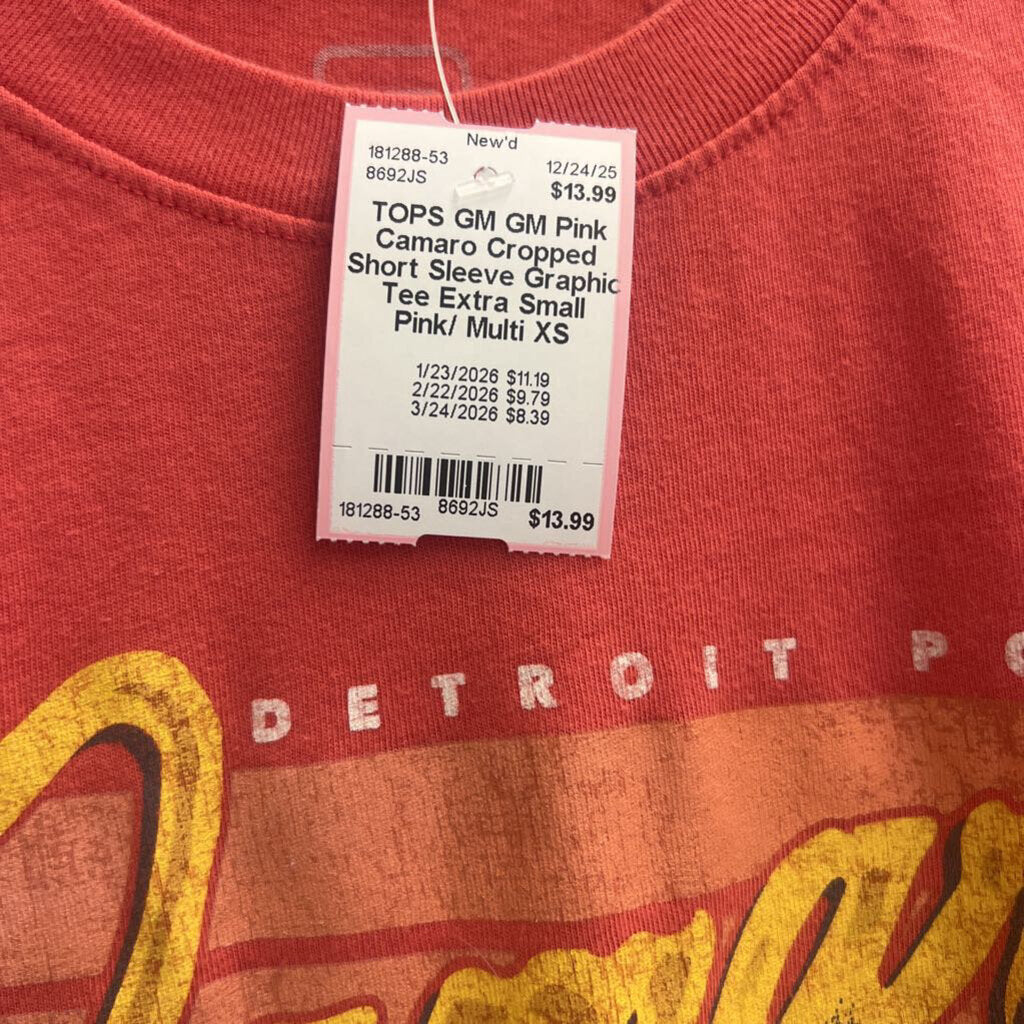 New'd
181288-53 12/24/25
8692JS $13.99
TOPS GM GM Pink
Camaro Cropped
Short Sleeve Graphic
Tee Extra Small
Pink/ Multi XS
1/23/2026 $11.19
2/22/2026 $9.79
3/24/2026 $8.39
181288-53 8692JS $13.99
DETROIT PO